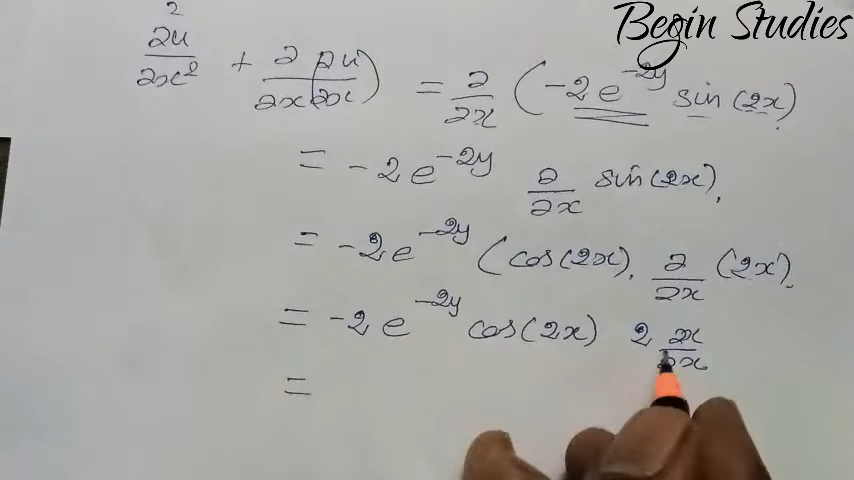 Begin Studies
∂²u/∂x² + ∂/∂x (∂u/∂x) = ∂/∂x (-2e^{-2y} sin(2x)
= -2e^{-2y} ∂/∂x sin(2x).
= -2e^{-2y} (cos(2x). ∂/∂x (2x).
= -2e^{-2y} cos(2x) 2 ∂x/∂x
=